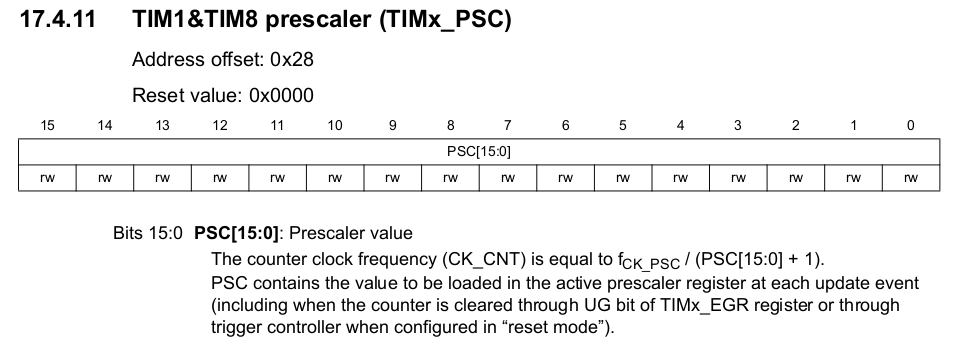 17.4.11 TIM1&TIM8 prescaler (TIMx_PSC)
Address offset: 0x28
Reset value: 0x0000
15 14 13 12 11 10 9 8 7 6 5 4 3 2 1 0
PSC[15:0]
rw rw rw rw rw rw rw rw rw rw rw rw rw rw rw rw
Bits 15:0 PSC[15:0]: Prescaler value
The counter clock frequency (CK_CNT) is equal to fCK_PSC / (PSC[15:0] + 1).
PSC contains the value to be loaded in the active prescaler register at each update event
(including when the counter is cleared through UG bit of TIMx_EGR register or through
trigger controller when configured in “reset mode”).